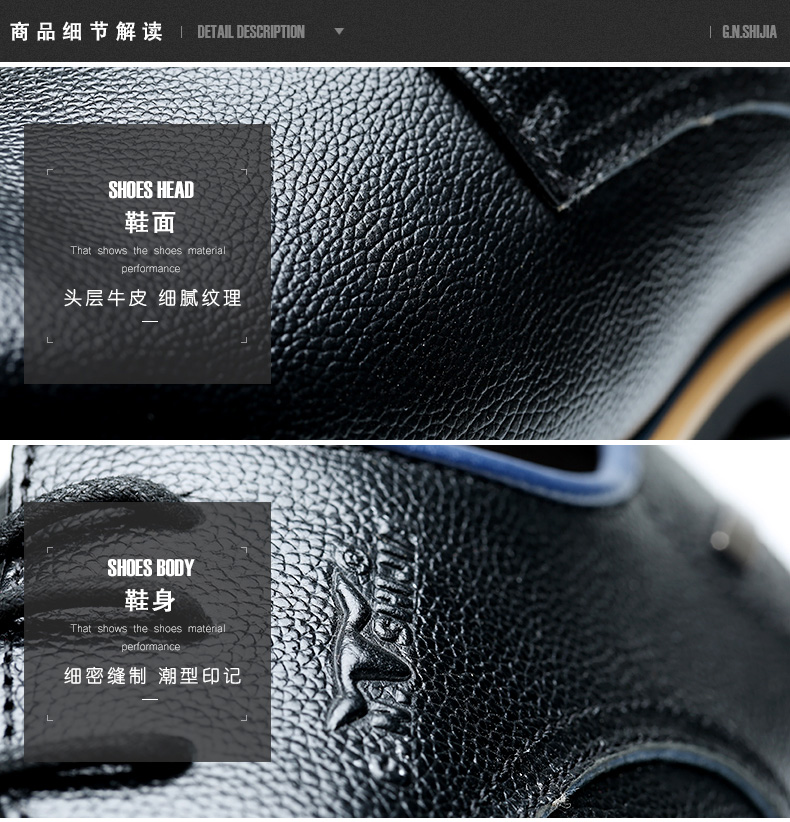 商品细节解读
DETAIL DESCRIPTION
G.N.SHIJIA
SHOES HEAD
鞋面
That shows the shoes material
performance
头层牛皮 细腻纹理
SHOES BODY
鞋身
That shows the shoes material
performance
细密缝制 潮型印记